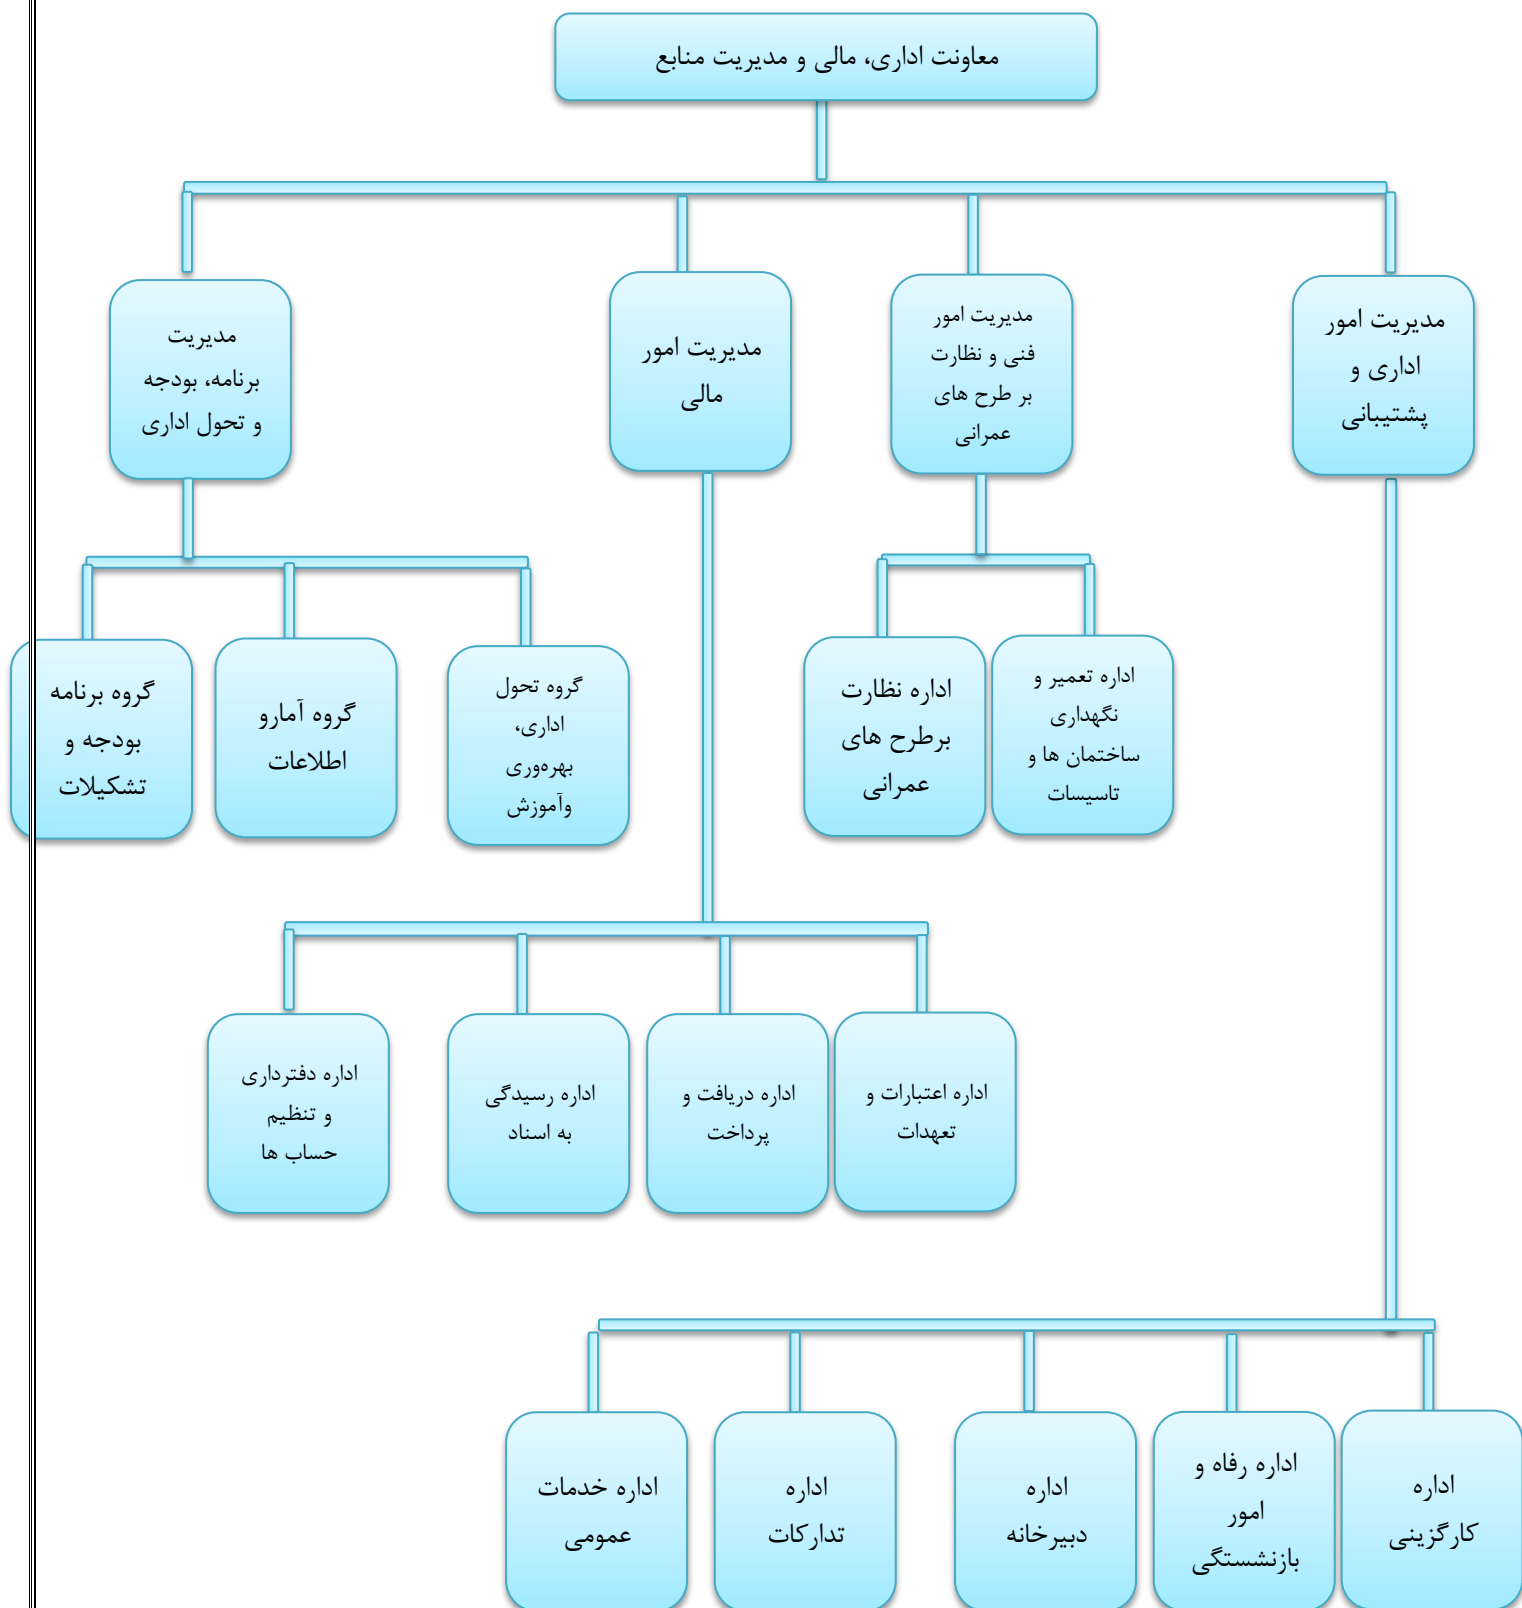 معاونت اداری، مالی و مدیریت منابع
مدیریت امور
اداری و
پشتیبانی
مدیریت امور
فنی و نظارت
بر طرح های
عمرانی
مدیریت امور
مالی
مدیریت
برنامه، بودجه
و تحول اداری
اداره تعمیر و
نگهداری
ساختمان ها و
تاسیسات
اداره نظارت
برطرح های
عمرانی
گروه تحول
اداری،
بهره‌وری
وآموزش
گروه آمارو
اطلاعات
گروه برنامه
بودجه و
تشکیلات
اداره اعتبارات و
تعهدات
اداره دریافت و
پرداخت
اداره رسیدگی
به اسناد
اداره دفترداری
و تنظیم
حساب ها
اداره
کارگزینی
اداره رفاه و
امور
بازنشستگی
اداره
دبیرخانه
اداره
تدارکات
اداره خدمات
عمومی